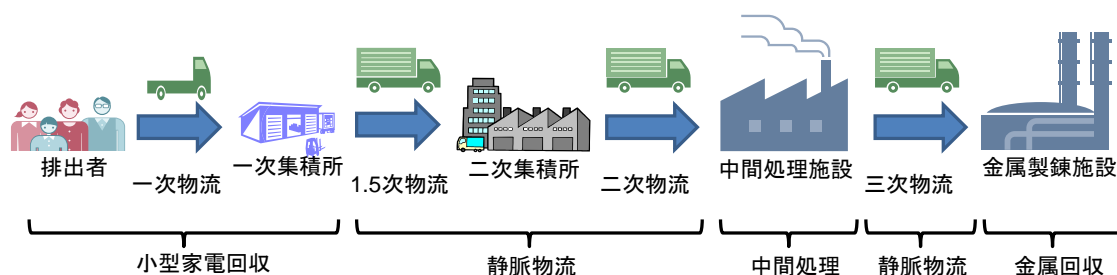 排出者
一次物流
一次集積所
1.5次物流
二次集積所
二次物流
中間処理施設
三次物流
金属製錬施設
小型家電回収
静脈物流
中間処理
静脈物流
金属回収